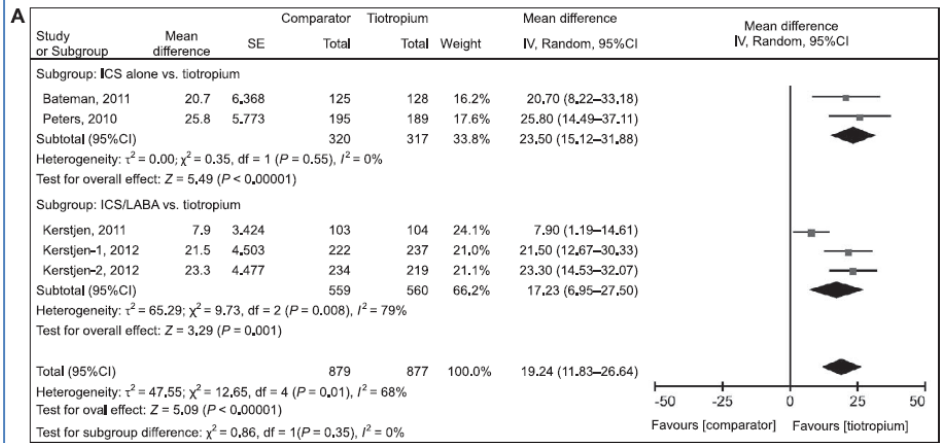 A
Comparator Tiotropium Mean difference Mean difference
Study or Subgroup Mean difference SE Total Total Weight IV, Random, 95%CI IV, Random, 95%CI
Subgroup: ICS alone vs. tiotropium
Bateman, 2011 20.7 6.368 125 128 16.2% 20.70 (8.22–33.18)
Peters, 2010 25.8 5.773 195 189 17.6% 25.80 (14.49–37.11)
Subtotal (95%CI) 320 317 33.8% 23.50 (15.12–31.88)
Heterogeneity: τ² = 0.00; χ² = 0.35, df = 1 (P = 0.55), I² = 0%
Test for overall effect: Z = 5.49 (P < 0.00001)
Subgroup: ICS/LABA vs. tiotropium
Kerstjen, 2011 7.9 3.424 103 104 24.1% 7.90 (1.19–14.61)
Kerstjen-1, 2012 21.5 4.503 222 237 21.0% 21.50 (12.67–30.33)
Kerstjen-2, 2012 23.3 4.477 234 219 21.1% 23.30 (14.53–32.07)
Subtotal (95%CI) 559 560 66.2% 17.23 (6.95–27.50)
Heterogeneity: τ² = 65.29; χ² = 9.73, df = 2 (P = 0.008), I² = 79%
Test for overall effect: Z = 3.29 (P = 0.001)
Total (95%CI) 879 877 100.0% 19.24 (11.83–26.64)
Heterogeneity: τ² = 47.55; χ² = 12.65, df = 4 (P = 0.01), I² = 68%
Test for oval effect: Z = 5.09 (P < 0.00001)
Test for subgroup difference: χ² = 0.86, df = 1(P = 0.35), I² = 0%
-50 -25 0 25 50
Favours [comparator] Favours [tiotropium]